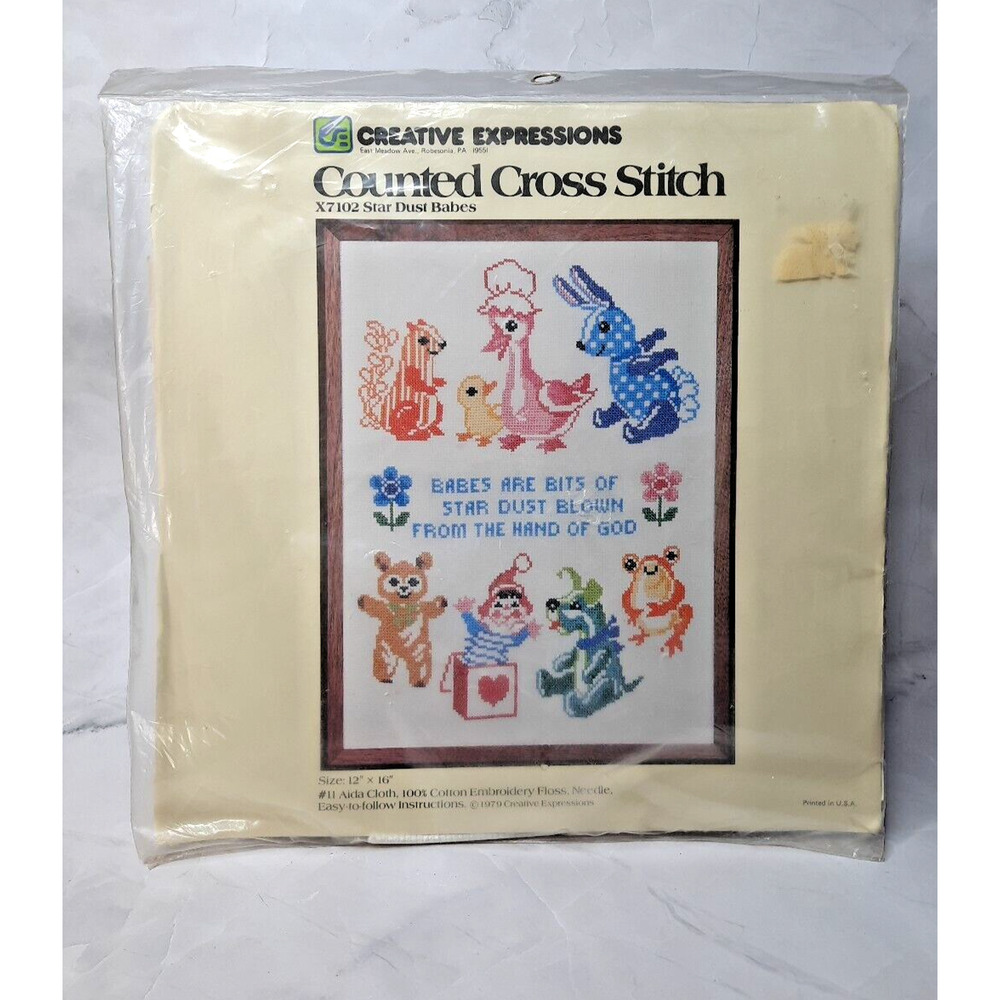 CREATIVE EXPRESSIONS
East Meadow Ave., Robesonia, PA 19551
Counted Cross Stitch
X7102 Star Dust Babes
BABES ARE BITS OF
STAR DUST BLOWN
FROM THE HAND OF GOD
Size: 12" × 16"
#11 Aida Cloth, 100% Cotton Embroidery Floss, Needle,
Easy-to-follow Instructions. © 1979 Creative Expressions
Printed in U.S.A.